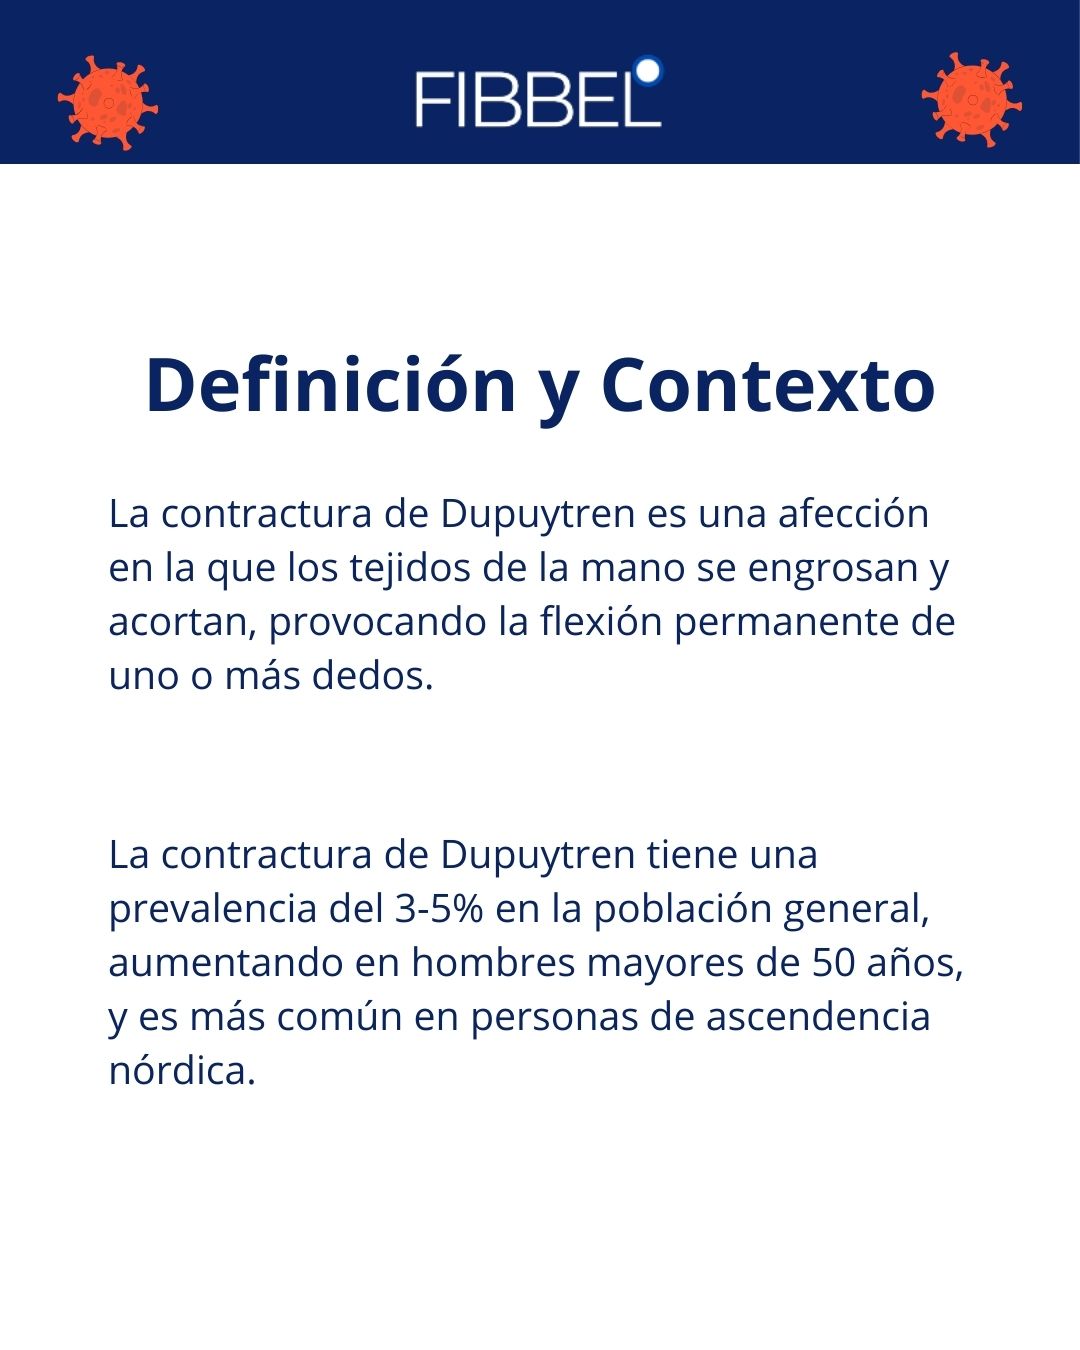 FIBBEL
Definición y Contexto
La contractura de Dupuytren es una afección
en la que los tejidos de la mano se engrosan y
acortan, provocando la flexión permanente de
uno o más dedos.
La contractura de Dupuytren tiene una
prevalencia del 3-5% en la población general,
aumentando en hombres mayores de 50 años,
y es más común en personas de ascendencia
nórdica.